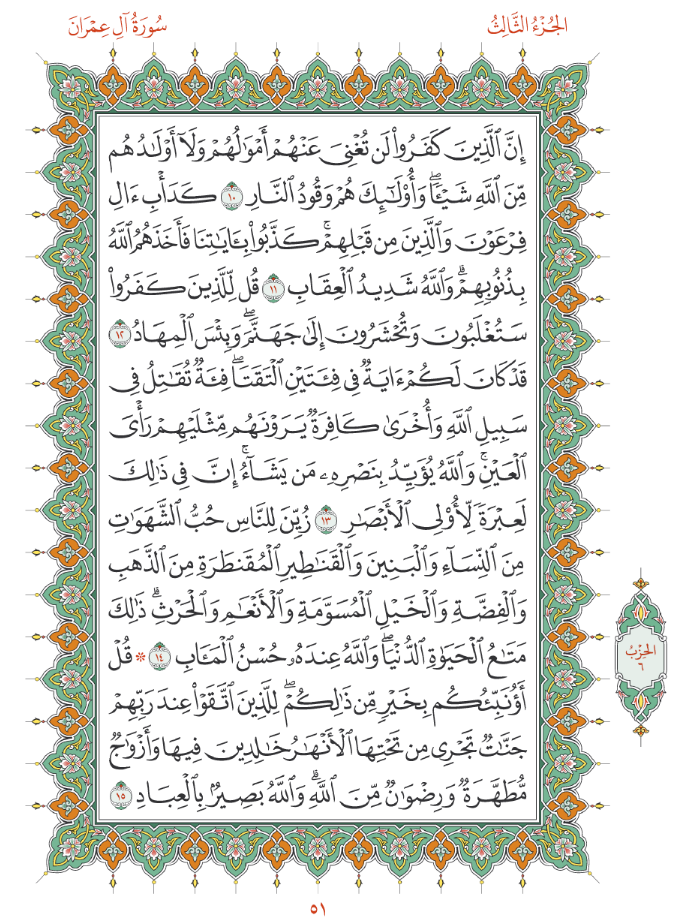 الجُزْءُ الثَّالِثُ
سُورَةُ آلِ عِمْرَانَ
إِنَّ ٱلَّذِينَ كَفَرُوا۟ لَن تُغْنِىَ عَنْهُمْ أَمْوَٰلُهُمْ وَلَآ أَوْلَـٰدُهُم
مِّنَ ٱللَّهِ شَيْـًٔا ۖ وَأُو۟لَـٰٓئِكَ هُمْ وَقُودُ ٱلنَّارِ ١٠ كَدَأْبِ ءَالِ
فِرْعَوْنَ وَٱلَّذِينَ مِن قَبْلِهِمْ ۚ كَذَّبُوا۟ بِـَٔايَـٰتِنَا فَأَخَذَهُمُ ٱللَّهُ
بِذُنُوبِهِمْ ۗ وَٱللَّهُ شَدِيدُ ٱلْعِقَابِ ١١ قُل لِّلَّذِينَ كَفَرُوا۟
سَتُغْلَبُونَ وَتُحْشَرُونَ إِلَىٰ جَهَنَّمَ ۚ وَبِئْسَ ٱلْمِهَادُ ١٢
قَدْ كَانَ لَكُمْ ءَايَةٌ فِى فِئَتَيْنِ ٱلْتَقَتَا ۖ فِئَةٌ تُقَـٰتِلُ فِى
سَبِيلِ ٱللَّهِ وَأُخْرَىٰ كَافِرَةٌ يَرَوْنَهُم مِّثْلَيْهِمْ رَأْىَ
ٱلْعَيْنِ ۚ وَٱللَّهُ يُؤَيِّدُ بِنَصْرِهِۦ مَن يَشَآءُ ۗ إِنَّ فِى ذَٰلِكَ
لَعِبْرَةً لِّأُو۟لِى ٱلْأَبْصَـٰرِ ١٣ زُيِّنَ لِلنَّاسِ حُبُّ ٱلشَّهَوَٰتِ
مِنَ ٱلنِّسَآءِ وَٱلْبَنِينَ وَٱلْقَنَـٰطِيرِ ٱلْمُقَنطَرَةِ مِنَ ٱلذَّهَبِ
وَٱلْفِضَّةِ وَٱلْخَيْلِ ٱلْمُسَوَّمَةِ وَٱلْأَنْعَـٰمِ وَٱلْحَرْثِ ۗ ذَٰلِكَ
مَتَـٰعُ ٱلْحَيَوٰةِ ٱلدُّنْيَا ۖ وَٱللَّهُ عِندَهُۥ حُسْنُ ٱلْمَـَٔابِ ١٤ * قُلْ
أَؤُنَبِّئُكُم بِخَيْرٍ مِّن ذَٰلِكُمْ ۚ لِلَّذِينَ ٱتَّقَوْا۟ عِندَ رَبِّهِمْ
جَنَّـٰتٌ تَجْرِى مِن تَحْتِهَا ٱلْأَنْهَـٰرُ خَـٰلِدِينَ فِيهَا وَأَزْوَٰجٌ
مُّطَهَّرَةٌ وَرِضْوَٰنٌ مِّنَ ٱللَّهِ ۗ وَٱللَّهُ بَصِيرٌۢ بِٱلْعِبَادِ ١٥
الحِزْبُ
٦
٥١